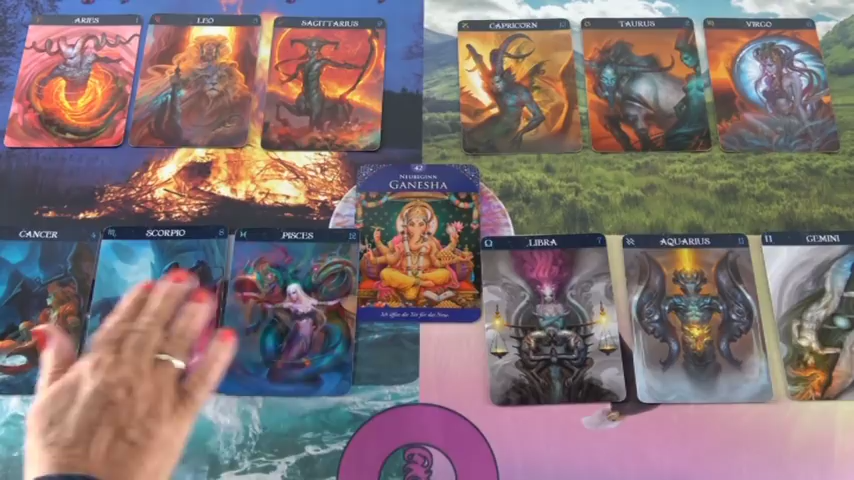 ARIES
LEO
SAGITTARIUS
CAPRICORN
TAURUS
VIRGO
42
NEUBEGINN
GANESHA
Ich öffne die Tür für das Neue.
CANCER
SCORPIO
PISCES
LIBRA
AQUARIUS
GEMINI